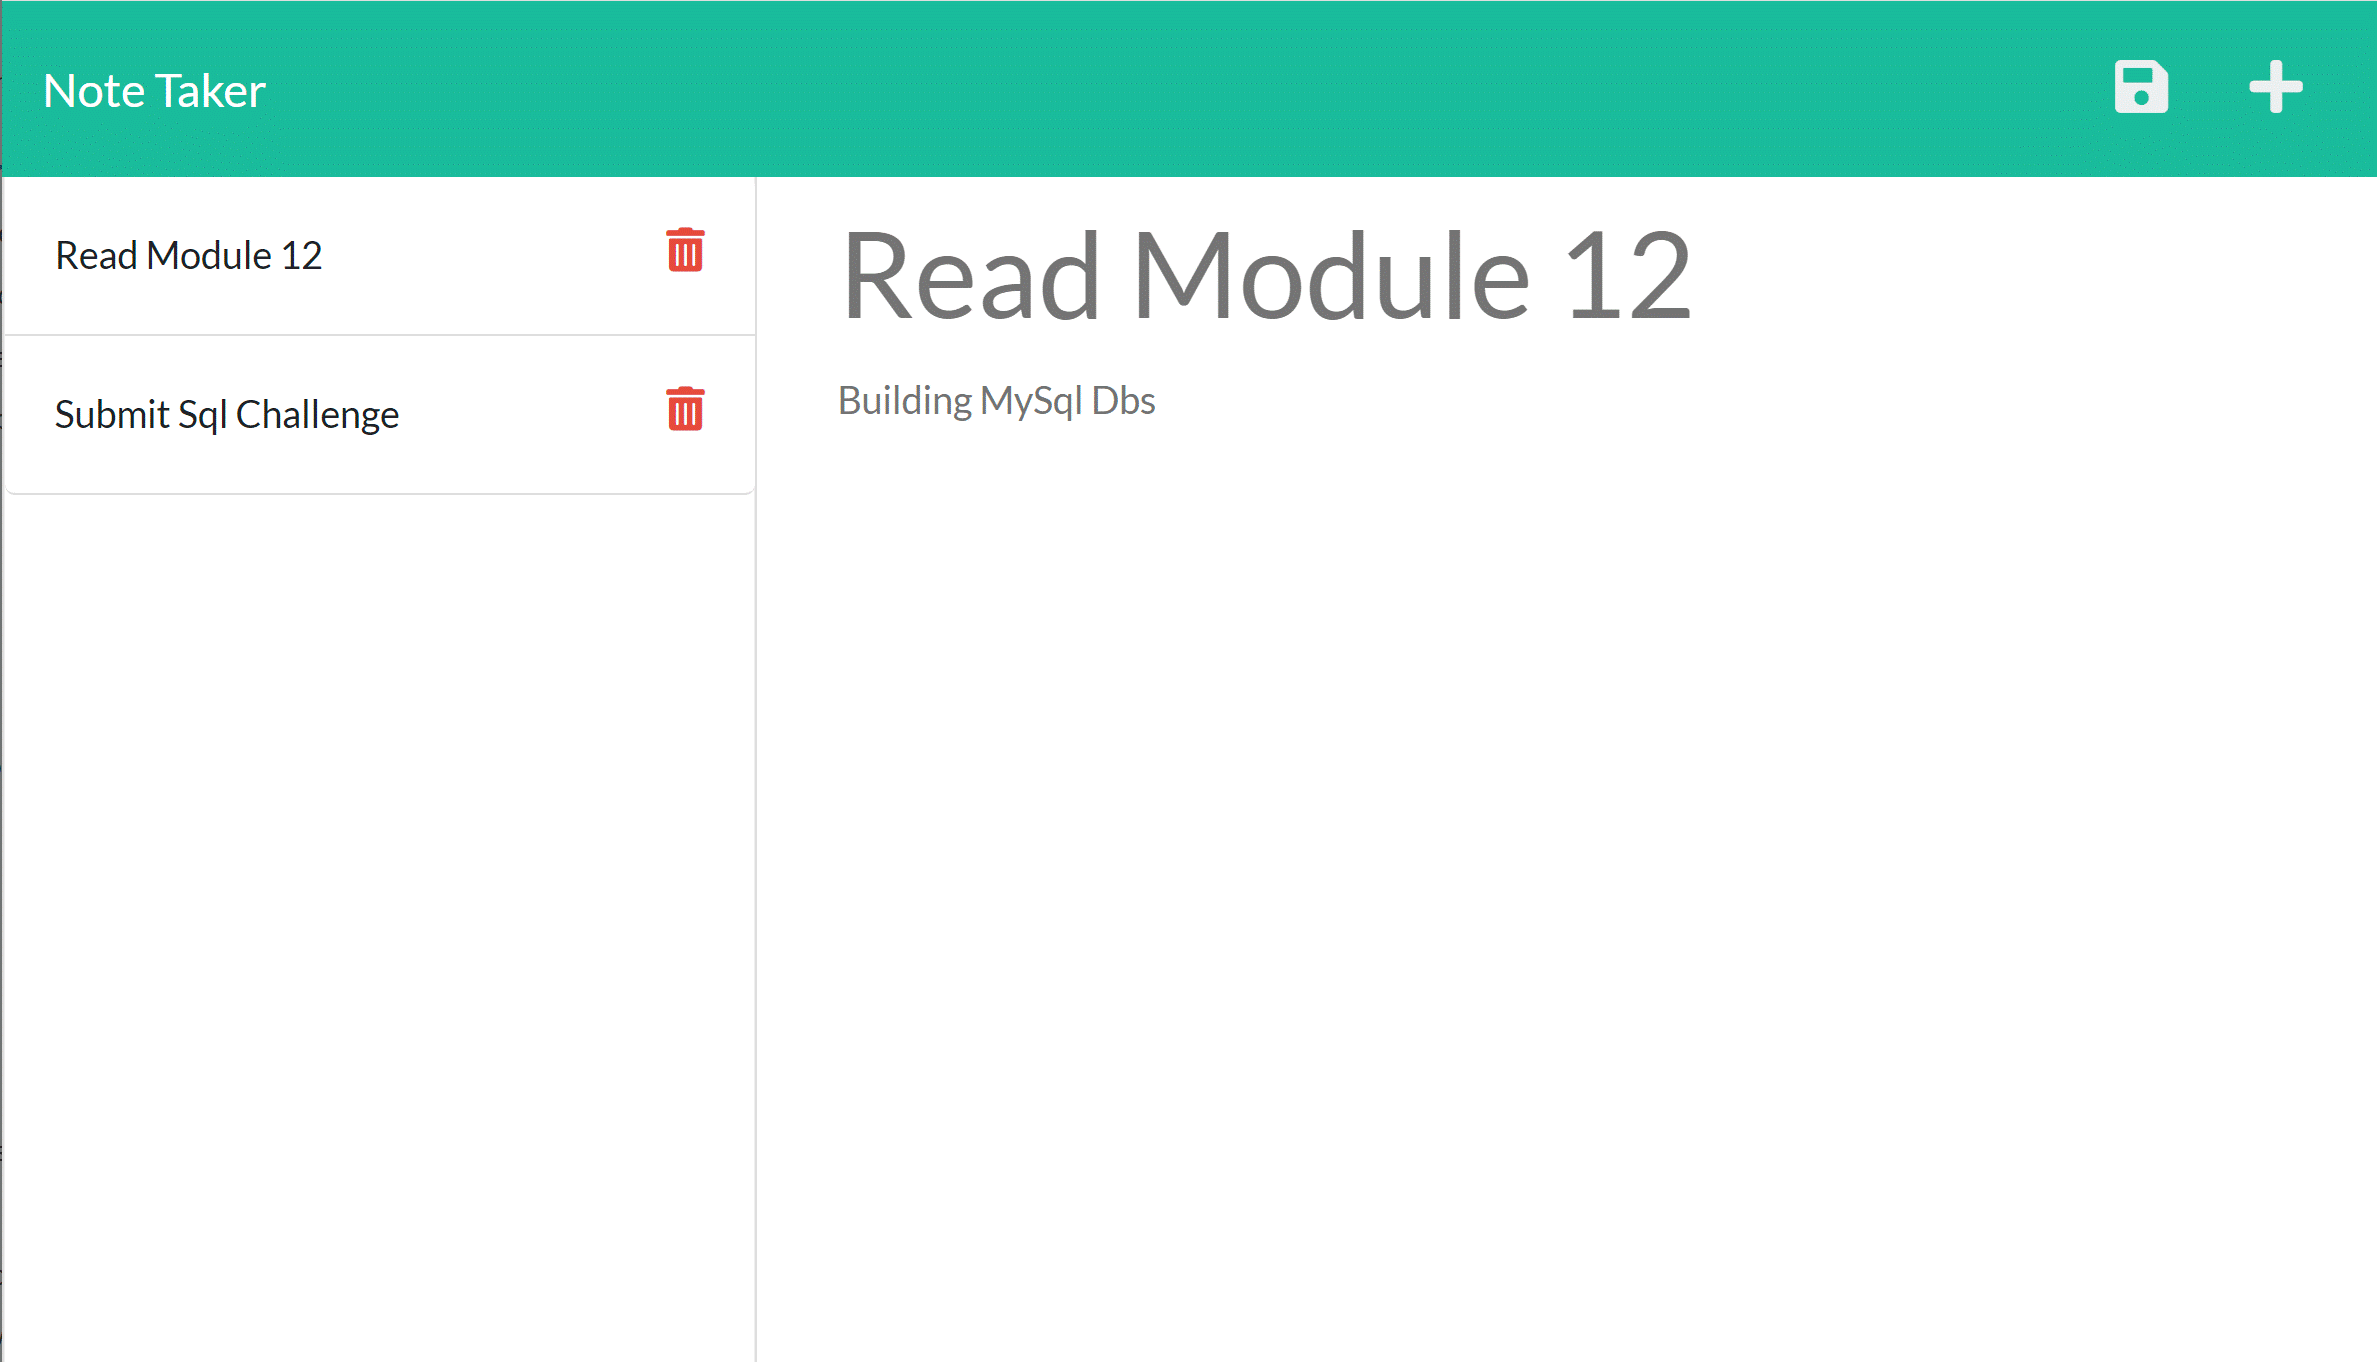 Note Taker
Read Module 12
Submit Sql Challenge
Read Module 12
Building MySql Dbs